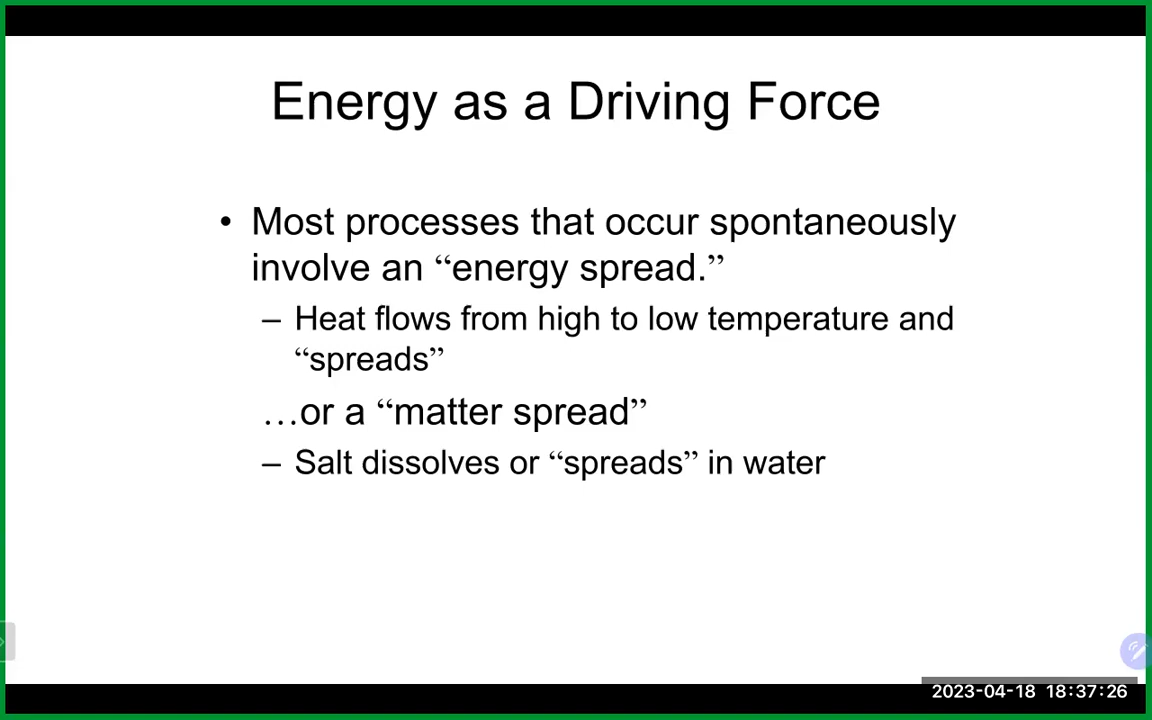 Energy as a Driving Force
• Most processes that occur spontaneously
involve an “energy spread.”
– Heat flows from high to low temperature and
“spreads”
…or a “matter spread”
– Salt dissolves or “spreads” in water
2023-04-18 18:37:26